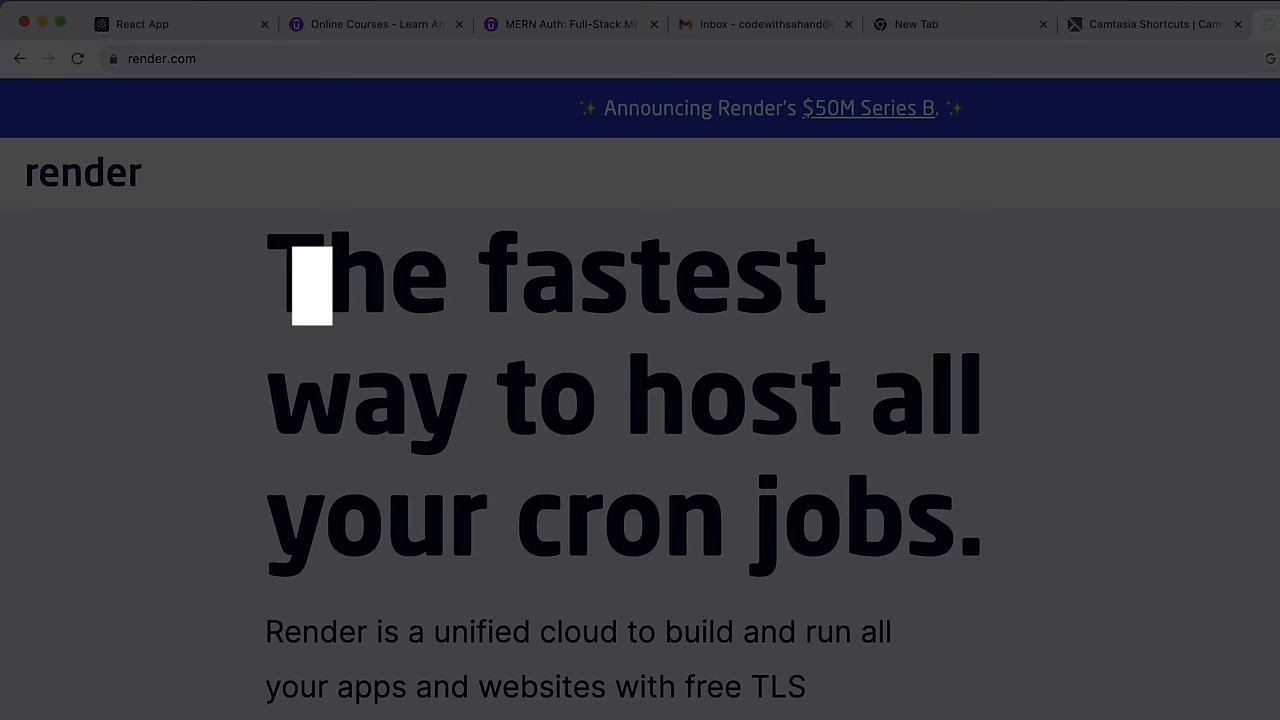 React App
Online Courses - Learn An
MERN Auth: Full-Stack ME
Inbox - codewithsahand@
New Tab
Camtasia Shortcuts | Cam
render.com
✨ Announcing Render's $50M Series B. ✨
render
The fastest
way to host all
your cron jobs.
Render is a unified cloud to build and run all
your apps and websites with free TLS